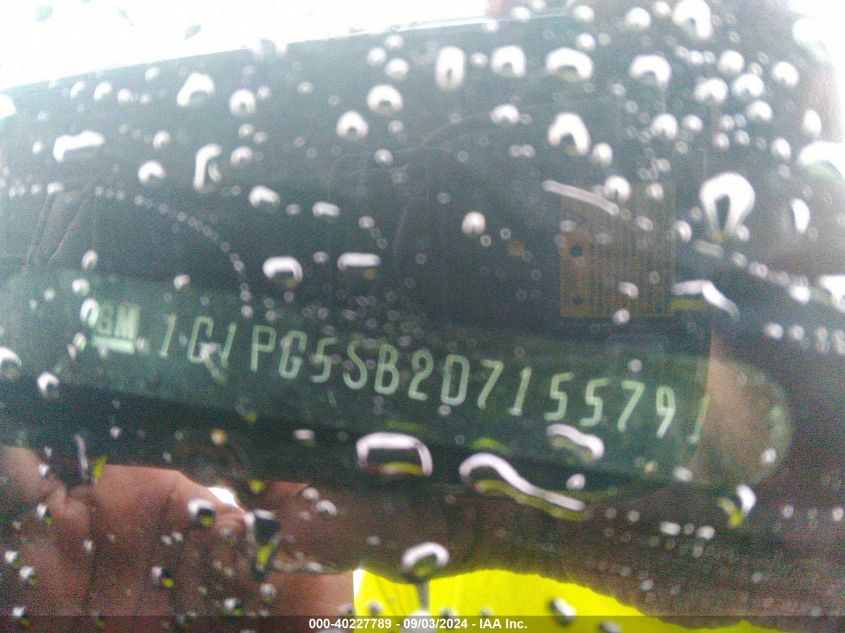 GM 1G1PG5SB2D7155791
000-40227789 - 09/03/2024 - IAA Inc.